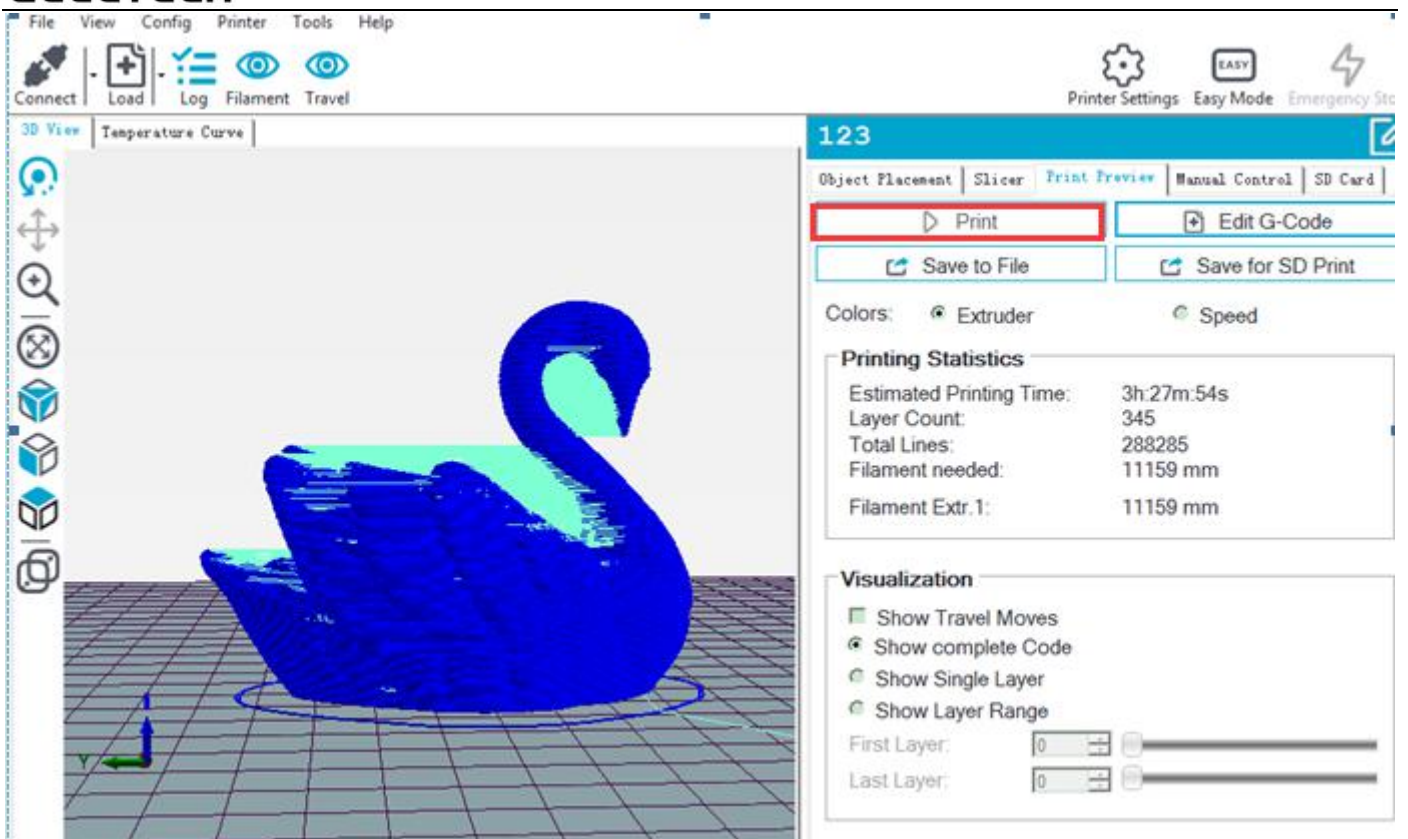 File View Config Printer Tools Help
Connect Load Log Filament Travel
Printer Settings Easy Mode Emergency Sto
EASY
3D View Temperature Curve
123
Object Placement Slicer Print Preview Manual Control SD Card
Print Edit G-Code
Save to File Save for SD Print
Colors: Extruder Speed
Printing Statistics
Estimated Printing Time: 3h:27m:54s
Layer Count: 345
Total Lines: 288285
Filament needed: 11159 mm
Filament Extr.1: 11159 mm
Visualization
Show Travel Moves
Show complete Code
Show Single Layer
Show Layer Range
First Layer: 0
Last Layer: 0
Y